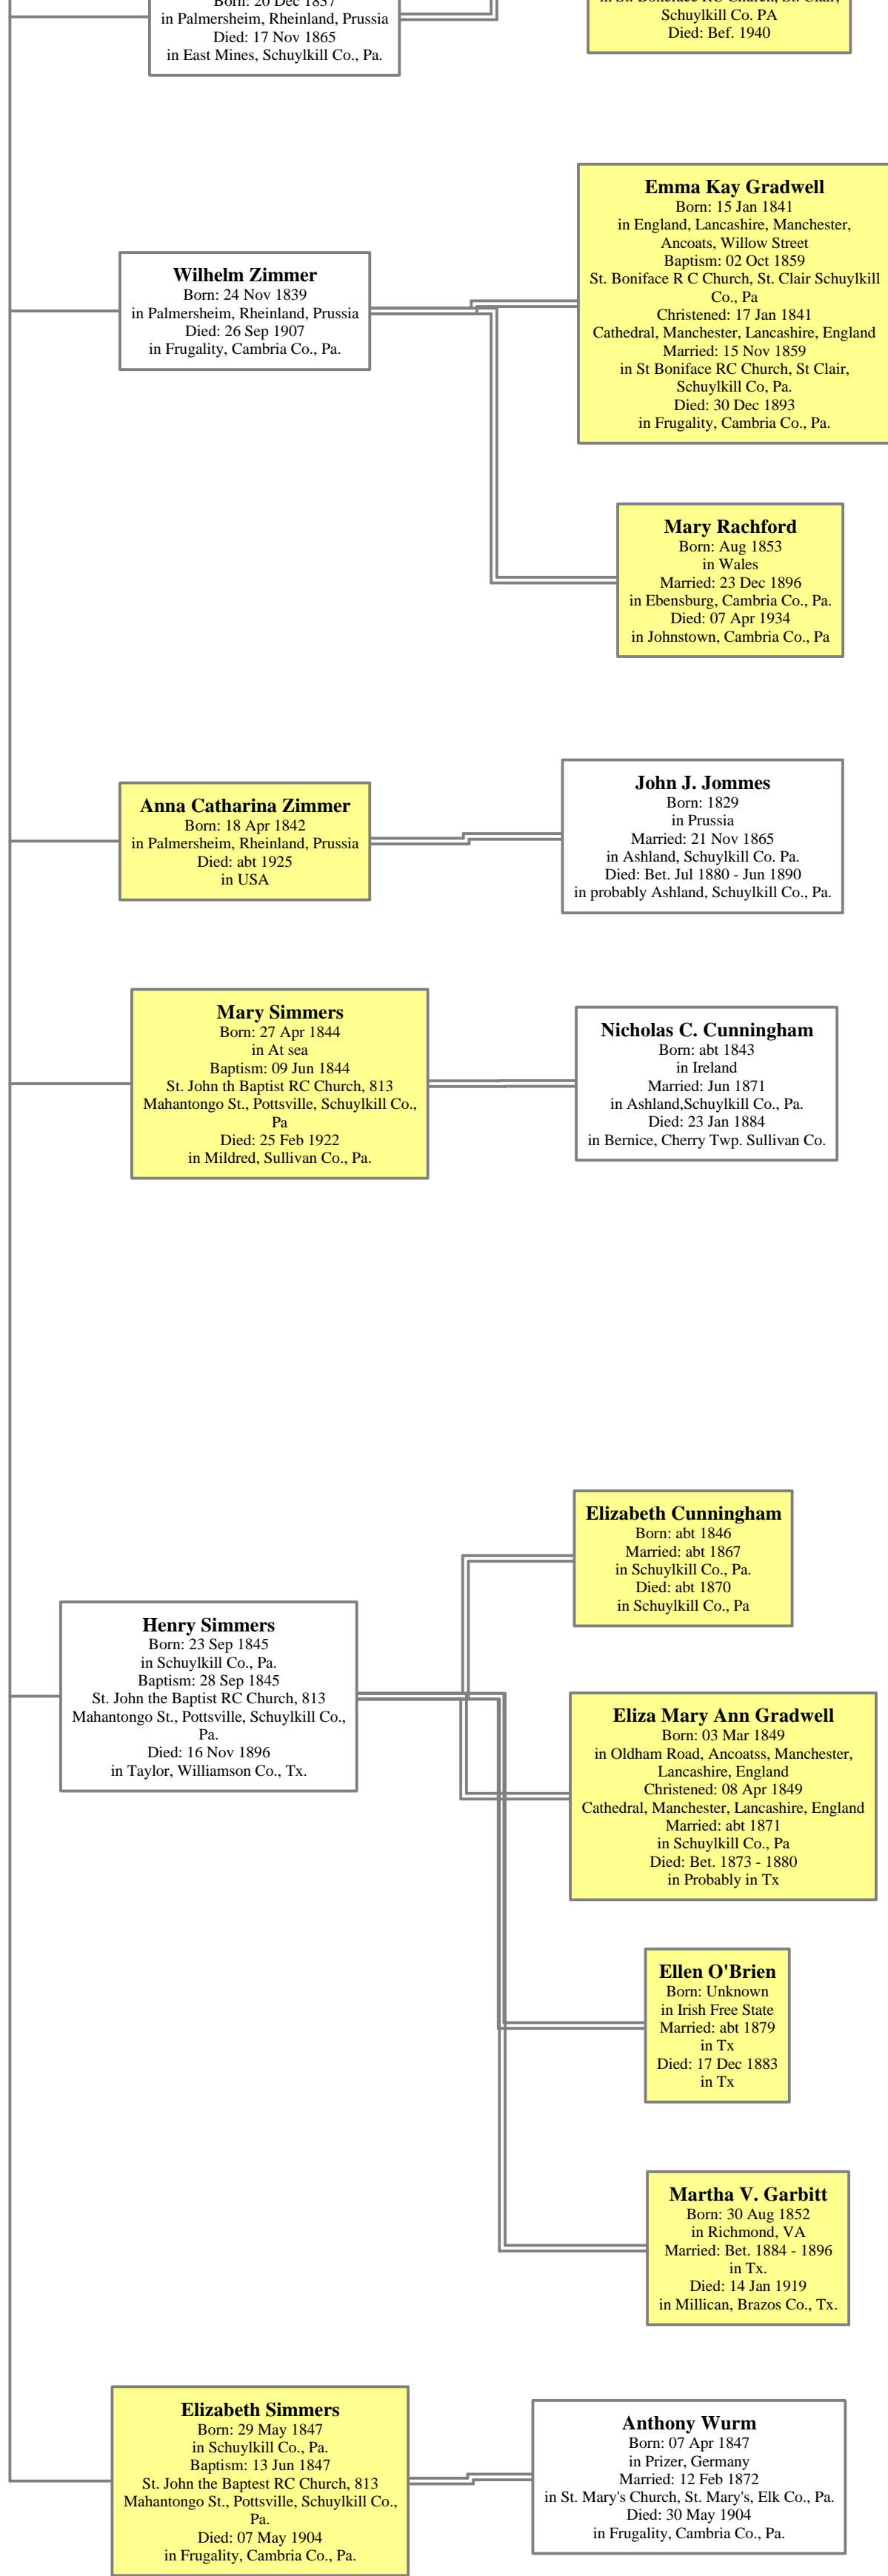 Born: 20 Dec 1837
in Palmersheim, Rheinland, Prussia
Died: 17 Nov 1865
in East Mines, Schuylkill Co., Pa.
in St. Boniface RC Church, St. Clair,
Schuylkill Co. PA
Died: Bef. 1940
Emma Kay Gradwell
Born: 15 Jan 1841
in England, Lancashire, Manchester,
Ancoats, Willow Street
Baptism: 02 Oct 1859
St. Boniface R C Church, St. Clair Schuylkill
Co., Pa
Christened: 17 Jan 1841
Cathedral, Manchester, Lancashire, England
Married: 15 Nov 1859
in St Boniface RC Church, St Clair,
Schuylkill Co, Pa.
Died: 30 Dec 1893
in Frugality, Cambria Co., Pa.
Wilhelm Zimmer
Born: 24 Nov 1839
in Palmersheim, Rheinland, Prussia
Died: 26 Sep 1907
in Frugality, Cambria Co., Pa.
Mary Rachford
Born: Aug 1853
in Wales
Married: 23 Dec 1896
in Ebensburg, Cambria Co., Pa.
Died: 07 Apr 1934
in Johnstown, Cambria Co., Pa
Anna Catharina Zimmer
Born: 18 Apr 1842
in Palmersheim, Rheinland, Prussia
Died: abt 1925
in USA
John J. Jommes
Born: 1829
in Prussia
Married: 21 Nov 1865
in Ashland, Schuylkill Co. Pa.
Died: Bet. Jul 1880 - Jun 1890
in probably Ashland, Schuylkill Co., Pa.
Mary Simmers
Born: 27 Apr 1844
in At sea
Baptism: 09 Jun 1844
St. John th Baptist RC Church, 813
Mahantongo St., Pottsville, Schuylkill Co.,
Pa
Died: 25 Feb 1922
in Mildred, Sullivan Co., Pa.
Nicholas C. Cunningham
Born: abt 1843
in Ireland
Married: Jun 1871
in Ashland,Schuylkill Co., Pa.
Died: 23 Jan 1884
in Bernice, Cherry Twp. Sullivan Co.
Elizabeth Cunningham
Born: abt 1846
Married: abt 1867
in Schuylkill Co., Pa.
Died: abt 1870
in Schuylkill Co., Pa
Henry Simmers
Born: 23 Sep 1845
in Schuylkill Co., Pa.
Baptism: 28 Sep 1845
St. John the Baptist RC Church, 813
Mahantongo St., Pottsville, Schuylkill Co.,
Pa.
Died: 16 Nov 1896
in Taylor, Williamson Co., Tx.
Eliza Mary Ann Gradwell
Born: 03 Mar 1849
in Oldham Road, Ancoatss, Manchester,
Lancashire, England
Christened: 08 Apr 1849
Cathedral, Manchester, Lancashire, England
Married: abt 1871
in Schuylkill Co., Pa
Died: Bet. 1873 - 1880
in Probably in Tx
Ellen O'Brien
Born: Unknown
in Irish Free State
Married: abt 1879
in Tx
Died: 17 Dec 1883
in Tx
Martha V. Garbitt
Born: 30 Aug 1852
in Richmond, VA
Married: Bet. 1884 - 1896
in Tx.
Died: 14 Jan 1919
in Millican, Brazos Co., Tx.
Elizabeth Simmers
Born: 29 May 1847
in Schuylkill Co., Pa.
Baptism: 13 Jun 1847
St. John the Baptest RC Church, 813
Mahantongo St., Pottsville, Schuylkill Co.,
Pa.
Died: 07 May 1904
in Frugality, Cambria Co., Pa.
Anthony Wurm
Born: 07 Apr 1847
in Prizer, Germany
Married: 12 Feb 1872
in St. Mary's Church, St. Mary's, Elk Co., Pa.
Died: 30 May 1904
in Frugality, Cambria Co., Pa.